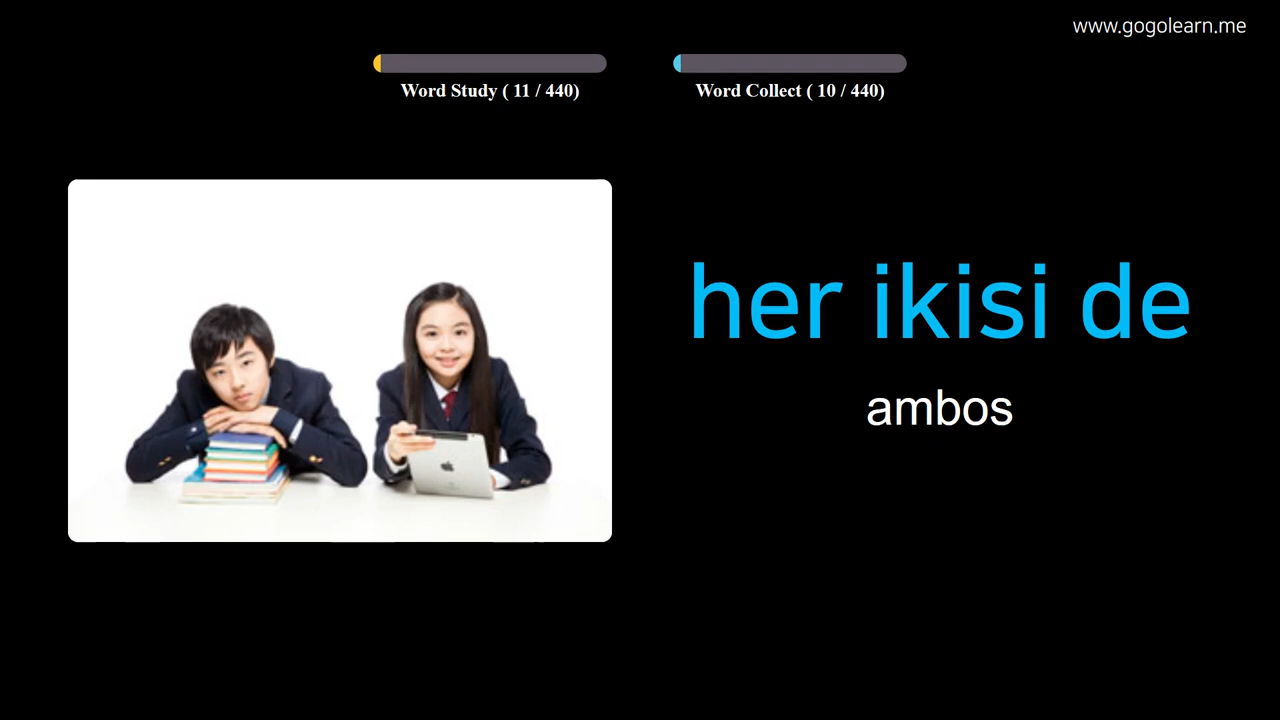 www.gogolearn.me
Word Study ( 11 / 440)
Word Collect ( 10 / 440)
her ikisi de
ambos